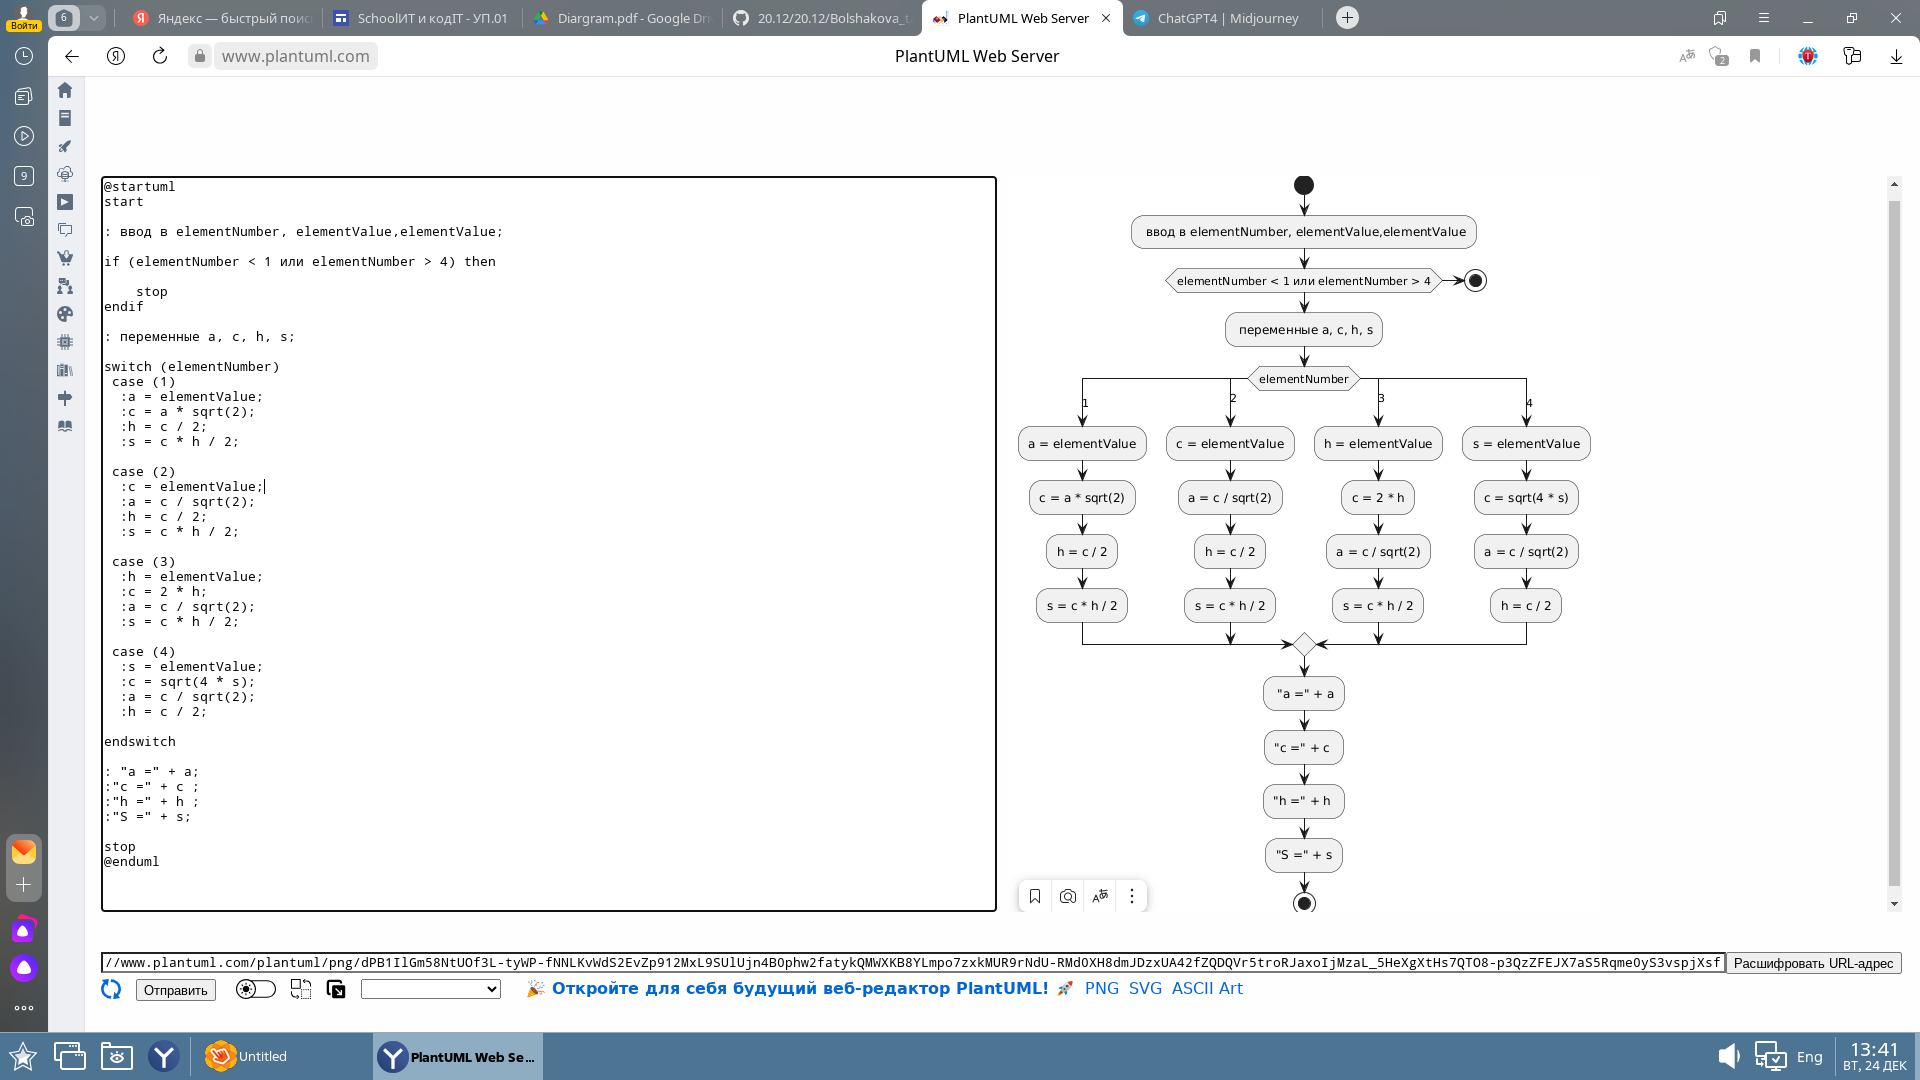 Войти
6
Яндекс — быстрый поис
SchoolИТ и кодIT - УП.01
Diargram.pdf - Google Dri
20.12/20.12/Bolshakova_t
PlantUML Web Server
ChatGPT4 | Midjourney
www.plantuml.com
PlantUML Web Server
2
9
@startuml
start
: ввод в elementNumber, elementValue,elementValue;
if (elementNumber < 1 или elementNumber > 4) then
stop
endif
: переменные a, c, h, s;
switch (elementNumber)
case (1)
:a = elementValue;
:c = a * sqrt(2);
:h = c / 2;
:s = c * h / 2;
case (2)
:c = elementValue;
:a = c / sqrt(2);
:h = c / 2;
:s = c * h / 2;
case (3)
:h = elementValue;
:c = 2 * h;
:a = c / sqrt(2);
:s = c * h / 2;
case (4)
:s = elementValue;
:c = sqrt(4 * s);
:a = c / sqrt(2);
:h = c / 2;
endswitch
: "a =" + a;
:"c =" + c ;
:"h =" + h ;
:"S =" + s;
stop
@enduml
ввод в elementNumber, elementValue,elementValue
elementNumber < 1 или elementNumber > 4
переменные a, c, h, s
elementNumber
1
2
3
4
a = elementValue
c = elementValue
h = elementValue
s = elementValue
c = a * sqrt(2)
a = c / sqrt(2)
c = 2 * h
c = sqrt(4 * s)
h = c / 2
h = c / 2
a = c / sqrt(2)
a = c / sqrt(2)
s = c * h / 2
s = c * h / 2
s = c * h / 2
h = c / 2
"a =" + a
"c =" + c
"h =" + h
"S =" + s
//www.plantuml.com/plantuml/png/dPB1IlGm58NtUOf3L-tyWP-fNNLKvWdS2EvZp912MxL9SUlUjn4B0phw2fatykQMWXKB8YLmpo7zxkMUR9rNdU-RMd0XH8dmJDzxUA42fZQDQVr5troRJaxoIjMzaL_5HeXgXtHs7QTO8-p3QzZFEJX7aS5Rqme0yS3vspjXsf
Расшифровать URL-адрес
Отправить
Откройте для себя будущий веб-редактор PlantUML!
PNG SVG ASCII Art
Untitled
PlantUML Web Se...
Eng
13:41
ВТ, 24 ДЕК